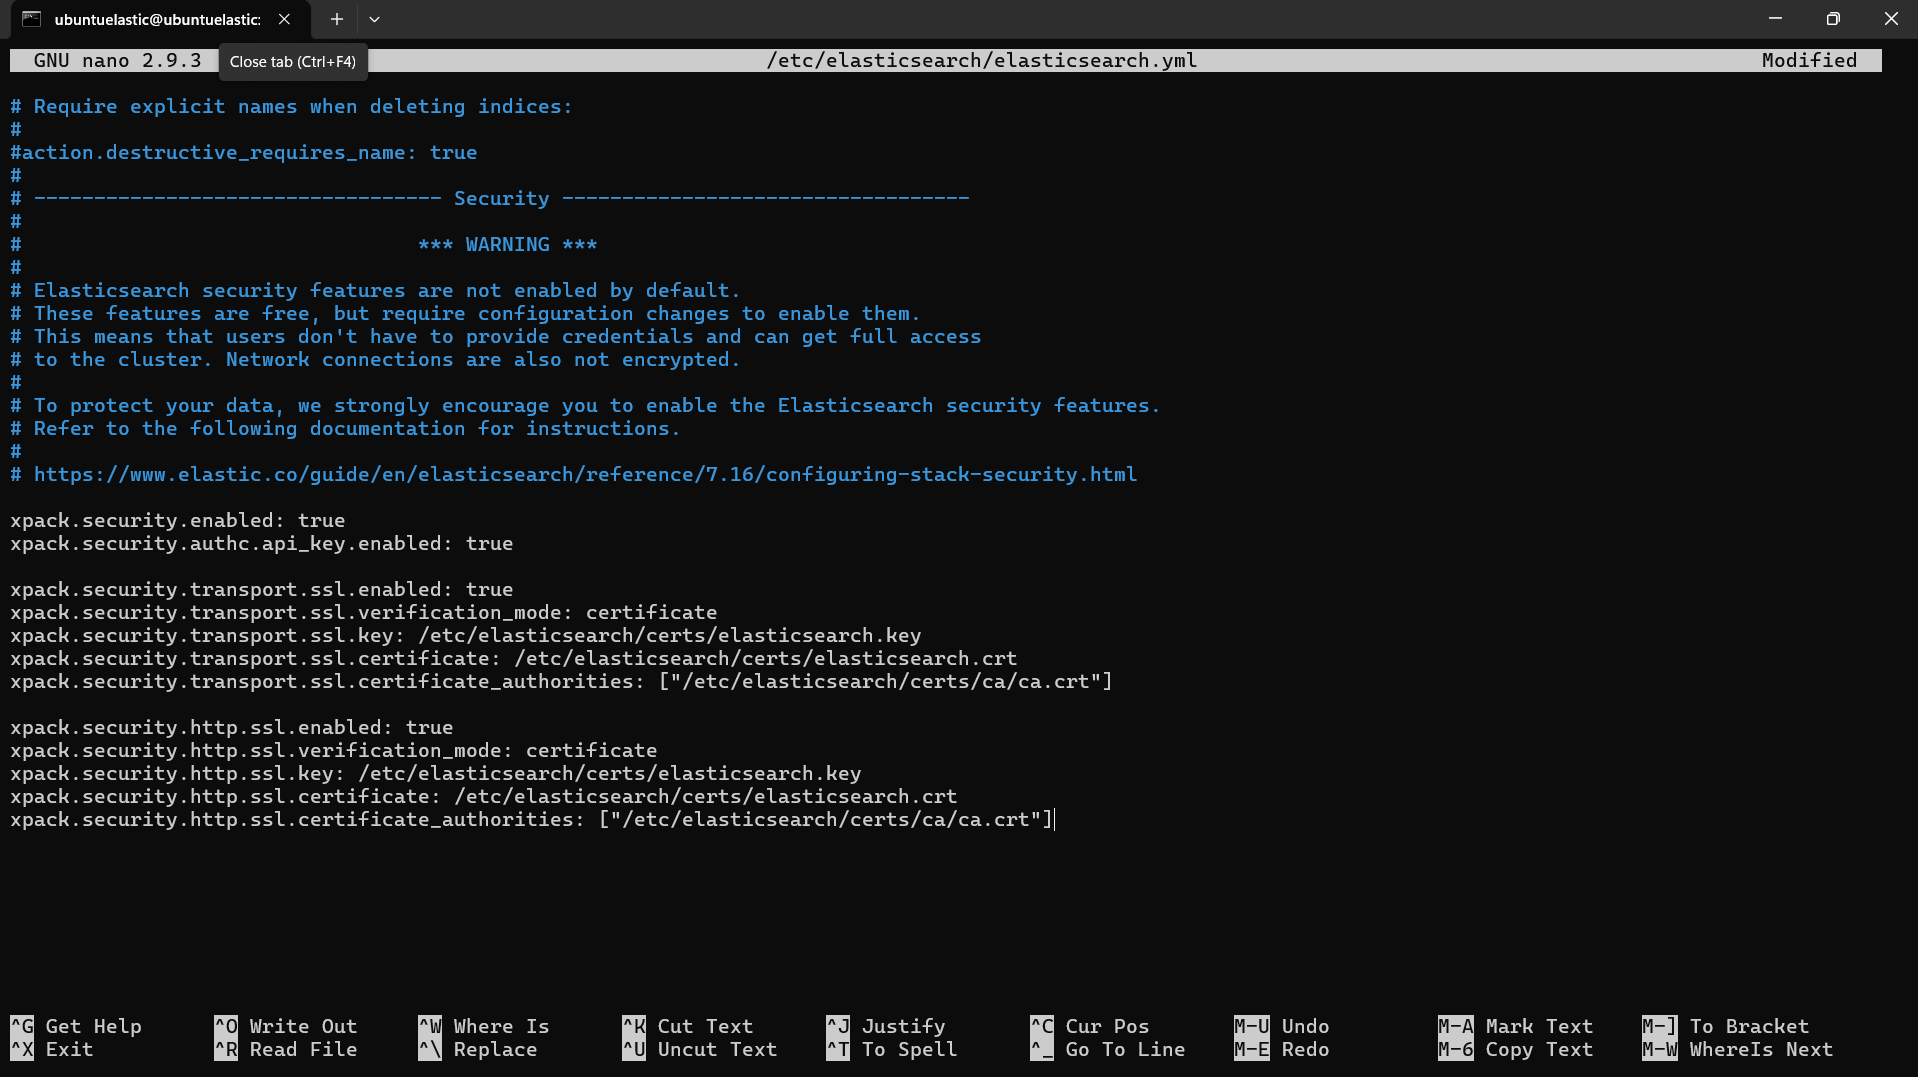 ubuntuelastic@ubuntuelastic:
GNU nano 2.9.3
Close tab (Ctrl+F4)
/etc/elasticsearch/elasticsearch.yml
Modified
# Require explicit names when deleting indices:
#
#action.destructive_requires_name: true
#
# ---------------------------------- Security ----------------------------------
#
#                                 *** WARNING ***
#
# Elasticsearch security features are not enabled by default.
# These features are free, but require configuration changes to enable them.
# This means that users don't have to provide credentials and can get full access
# to the cluster. Network connections are also not encrypted.
#
# To protect your data, we strongly encourage you to enable the Elasticsearch security features.
# Refer to the following documentation for instructions.
#
# https://www.elastic.co/guide/en/elasticsearch/reference/7.16/configuring-stack-security.html
xpack.security.enabled: true
xpack.security.authc.api_key.enabled: true
xpack.security.transport.ssl.enabled: true
xpack.security.transport.ssl.verification_mode: certificate
xpack.security.transport.ssl.key: /etc/elasticsearch/certs/elasticsearch.key
xpack.security.transport.ssl.certificate: /etc/elasticsearch/certs/elasticsearch.crt
xpack.security.transport.ssl.certificate_authorities: ["/etc/elasticsearch/certs/ca/ca.crt"]
xpack.security.http.ssl.enabled: true
xpack.security.http.ssl.verification_mode: certificate
xpack.security.http.ssl.key: /etc/elasticsearch/certs/elasticsearch.key
xpack.security.http.ssl.certificate: /etc/elasticsearch/certs/elasticsearch.crt
xpack.security.http.ssl.certificate_authorities: ["/etc/elasticsearch/certs/ca/ca.crt"]
^G Get Help ^O Write Out ^W Where Is ^K Cut Text ^J Justify ^C Cur Pos M-U Undo M-A Mark Text M-] To Bracket
^X Exit ^R Read File ^\ Replace ^U Uncut Text ^T To Spell ^_ Go To Line M-E Redo M-6 Copy Text M-W WhereIs Next